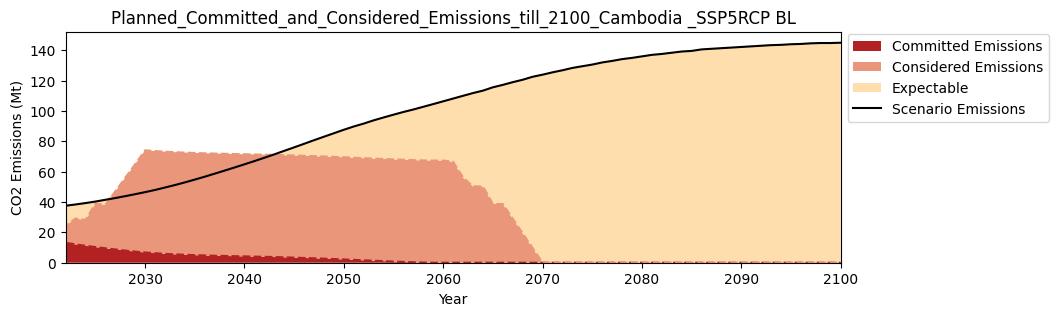 Planned_Committed_and_Considered_Emissions_till_2100_Cambodia _SSP5RCP BL
CO2 Emissions (Mt)
140
120
100
80
60
40
20
0
2030 2040 2050 2060 2070 2080 2090 2100
Year
Committed Emissions
Considered Emissions
Expectable
Scenario Emissions